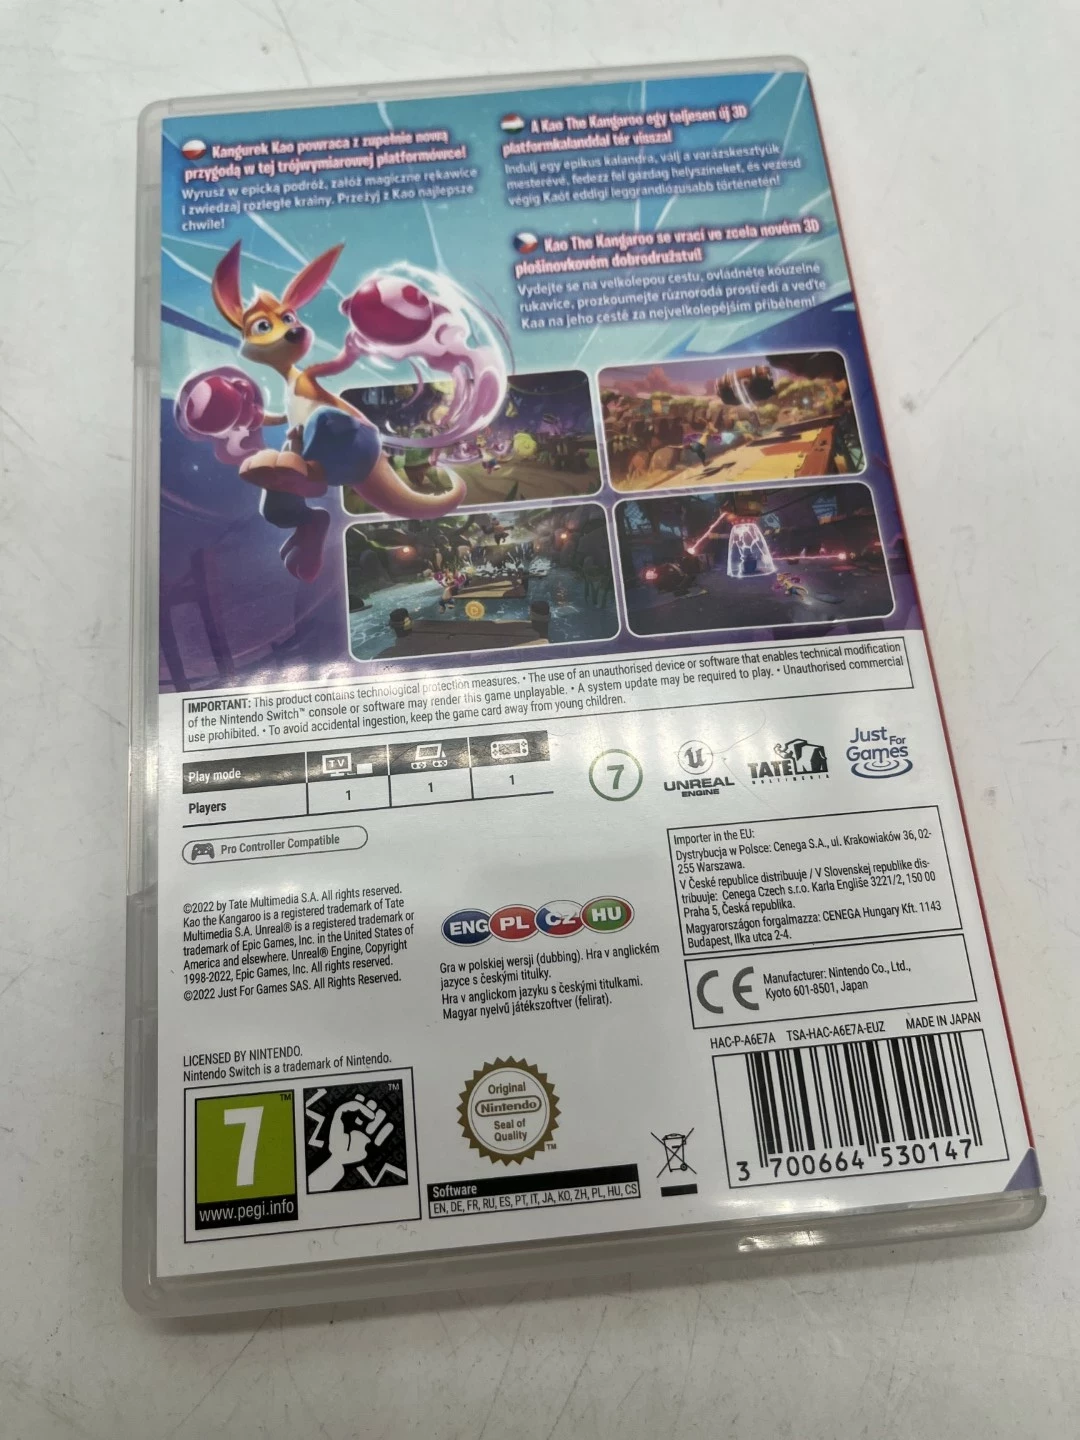 Kangurek Kao powraca z zupełnie nową
przygodą w tej trójwymiarowej platformówce!
Wyrusz w epicką podróż, załóż magiczne rękawice
i zwiedzaj rozległe krainy. Przeżyj z Kao najlepsze
chwile!
A Kao The Kangaroo egy teljesen új 3D
platformkalanddal tér vissza!
Indulj egy epikus kalandra, válj a varázskesztyűk
mesterévé, fedezz fel gazdag helyszíneket, és vezesd
végig Kaót eddigi leggrandiózusabb történetén!
Kao The Kangaroo se vrací ve zcela novém 3D
plošinovkovém dobrodružství!
Vydejte se na velkolepou cestu, ovládněte kouzelné
rukavice, prozkoumejte různorodá prostředí a veďte
Kaa na jeho cestě za nejvelkolepějším příběhem!
IMPORTANT: This product contains technological protection measures. • The use of an unauthorised device or software that enables technical modification
of the Nintendo Switch™ console or software may render this game unplayable. • A system update may be required to play. • Unauthorised commercial
use prohibited. • To avoid accidental ingestion, keep the game card away from young children.
Play mode TV
Players 1 1 1
7
UNREAL
ENGINE
TATE
MULTIMEDIA
Just For
Games
Pro Controller Compatible
Importer in the EU:
Dystrybucja w Polsce: Cenega S.A., ul. Krakowiaków 36, 02-
255 Warszawa.
V České republice distribuuje / V Slovenskej republike dis-
tribuuje: Cenega Czech s.r.o. Karla Engliše 3221/2, 150 00
Praha 5, Česká republika.
Magyarországon forgalmazza: CENEGA Hungary Kft. 1143
Budapest, Ilka utca 2-4.
©2022 by Tate Multimedia S.A. All rights reserved.
Kao the Kangaroo is a registered trademark of Tate
Multimedia S.A. Unreal® is a registered trademark or
trademark of Epic Games, Inc. in the United States of
America and elsewhere. Unreal® Engine, Copyright
1998-2022, Epic Games, Inc. All rights reserved.
©2022 Just For Games SAS. All Rights Reserved.
ENG PL CZ HU
Gra w polskiej wersji (dubbing). Hra v anglickém
jazyce s českými titulky.
Hra v anglickom jazyku s českými titulkami.
Magyar nyelvű játékszoftver (felirat).
CE
Manufacturer: Nintendo Co., Ltd.,
Kyoto 601-8501, Japan
HAC-P-A6E7A TSA-HAC-A6E7A-EUZ MADE IN JAPAN
LICENSED BY NINTENDO.
Nintendo Switch is a trademark of Nintendo.
7
TM
www.pegi.info
TM
Original
Nintendo
Seal of
Quality
TM
Software
EN, DE, FR, RU, ES, PT, IT, JA, KO, ZH, PL, HU, CS
3 700664 530147